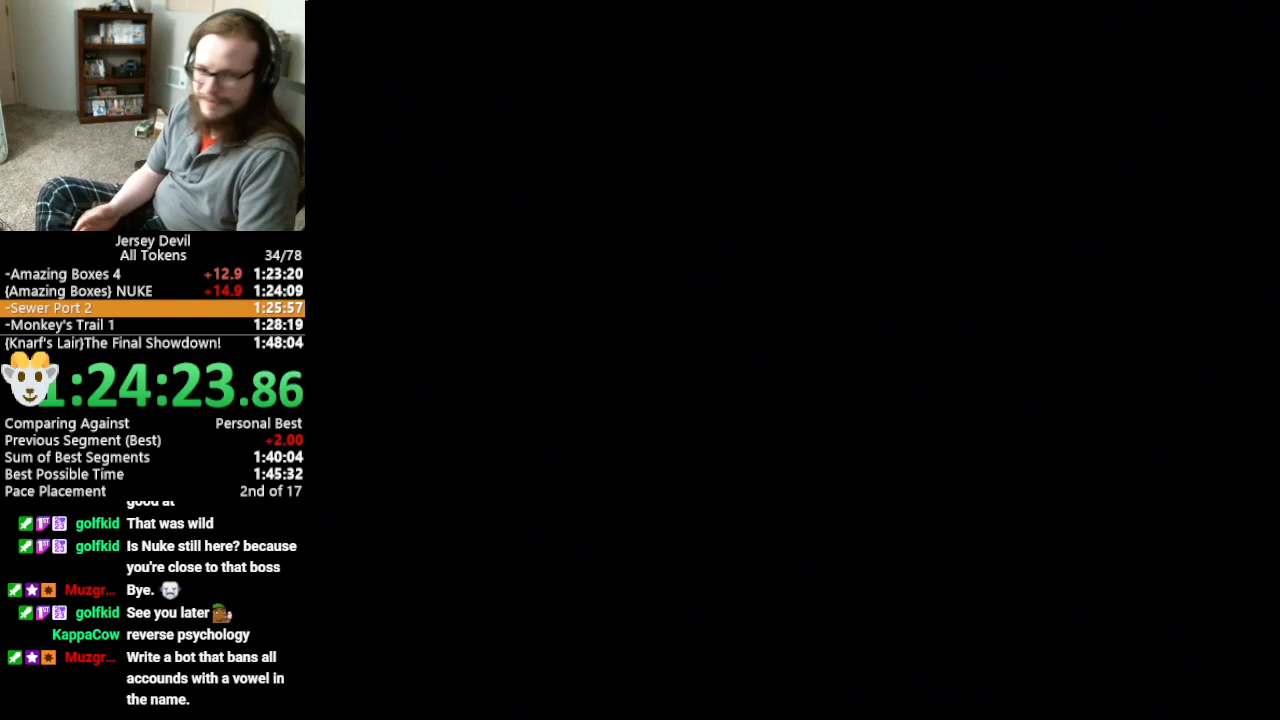 Jersey Devil
All Tokens 34/78
-Amazing Boxes 4 +12.9 1:23:20
{Amazing Boxes} NUKE +14.9 1:24:09
-Sewer Port 2 1:25:57
-Monkey's Trail 1 1:28:19
{Knarf's Lair}The Final Showdown! 1:48:04
1:24:23.86
Comparing Against Personal Best
Previous Segment (Best) +2.00
Sum of Best Segments 1:40:04
Best Possible Time 1:45:32
Pace Placement 2nd of 17
good at
golfkid That was wild
golfkid Is Nuke still here? because
you're close to that boss
Muzgr... Bye.
golfkid See you later
KappaCow reverse psychology
Muzgr... Write a bot that bans all
accounds with a vowel in
the name.